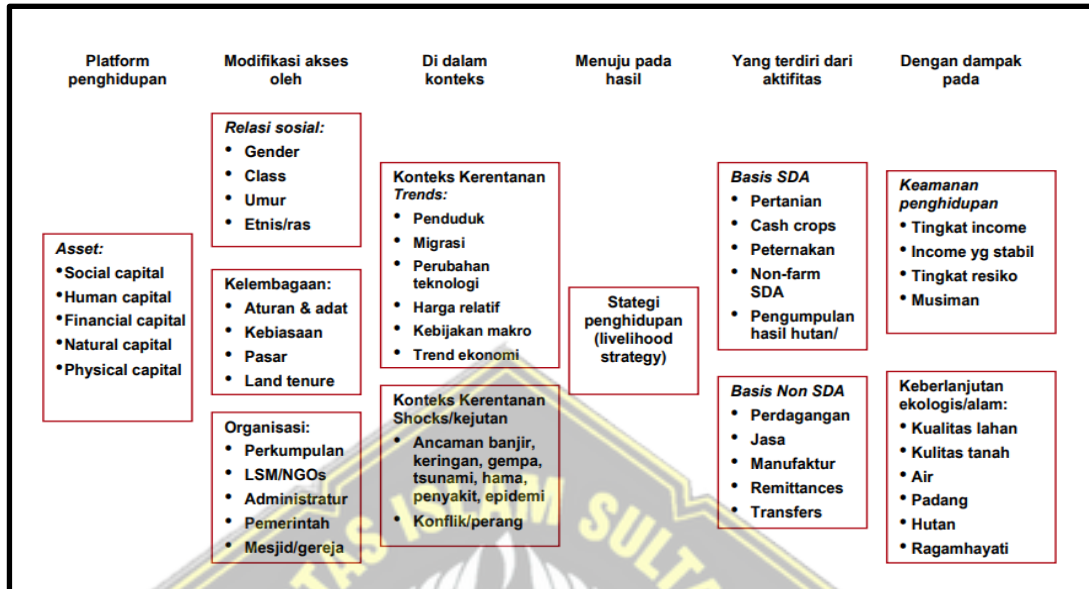 Platform
penghidupan
Modifikasi akses
oleh
Di dalam
konteks
Menuju pada
hasil
Yang terdiri dari
aktifitas
Dengan dampak
pada
Asset:
•Social capital
•Human capital
•Financial capital
•Natural capital
•Physical capital
Relasi sosial:
• Gender
• Class
• Umur
• Etnis/ras
Kelembagaan:
• Aturan & adat
• Kebiasaan
• Pasar
• Land tenure
Organisasi:
• Perkumpulan
• LSM/NGOs
• Administratur
• Pemerintah
• Mesjid/gereja
Konteks Kerentanan
Trends:
• Penduduk
• Migrasi
• Perubahan
teknologi
• Harga relatif
• Kebijakan makro
• Trend ekonomi
Konteks Kerentanan
Shocks/kejutan
• Ancaman banjir,
keringan, gempa,
tsunami, hama,
penyakit, epidemi
• Konflik/perang
Stategi
penghidupan
(livelihood
strategy)
Basis SDA
• Pertanian
• Cash crops
• Peternakan
• Non-farm
SDA
• Pengumpulan
hasil hutan/
Basis Non SDA
• Perdagangan
• Jasa
• Manufaktur
• Remittances
• Transfers
Keamanan
penghidupan
• Tingkat income
• Income yg stabil
• Tingkat resiko
• Musiman
Keberlanjutan
ekologis/alam:
• Kualitas lahan
• Kulitas tanah
• Air
• Padang
• Hutan
• Ragamhayati
ISLAM